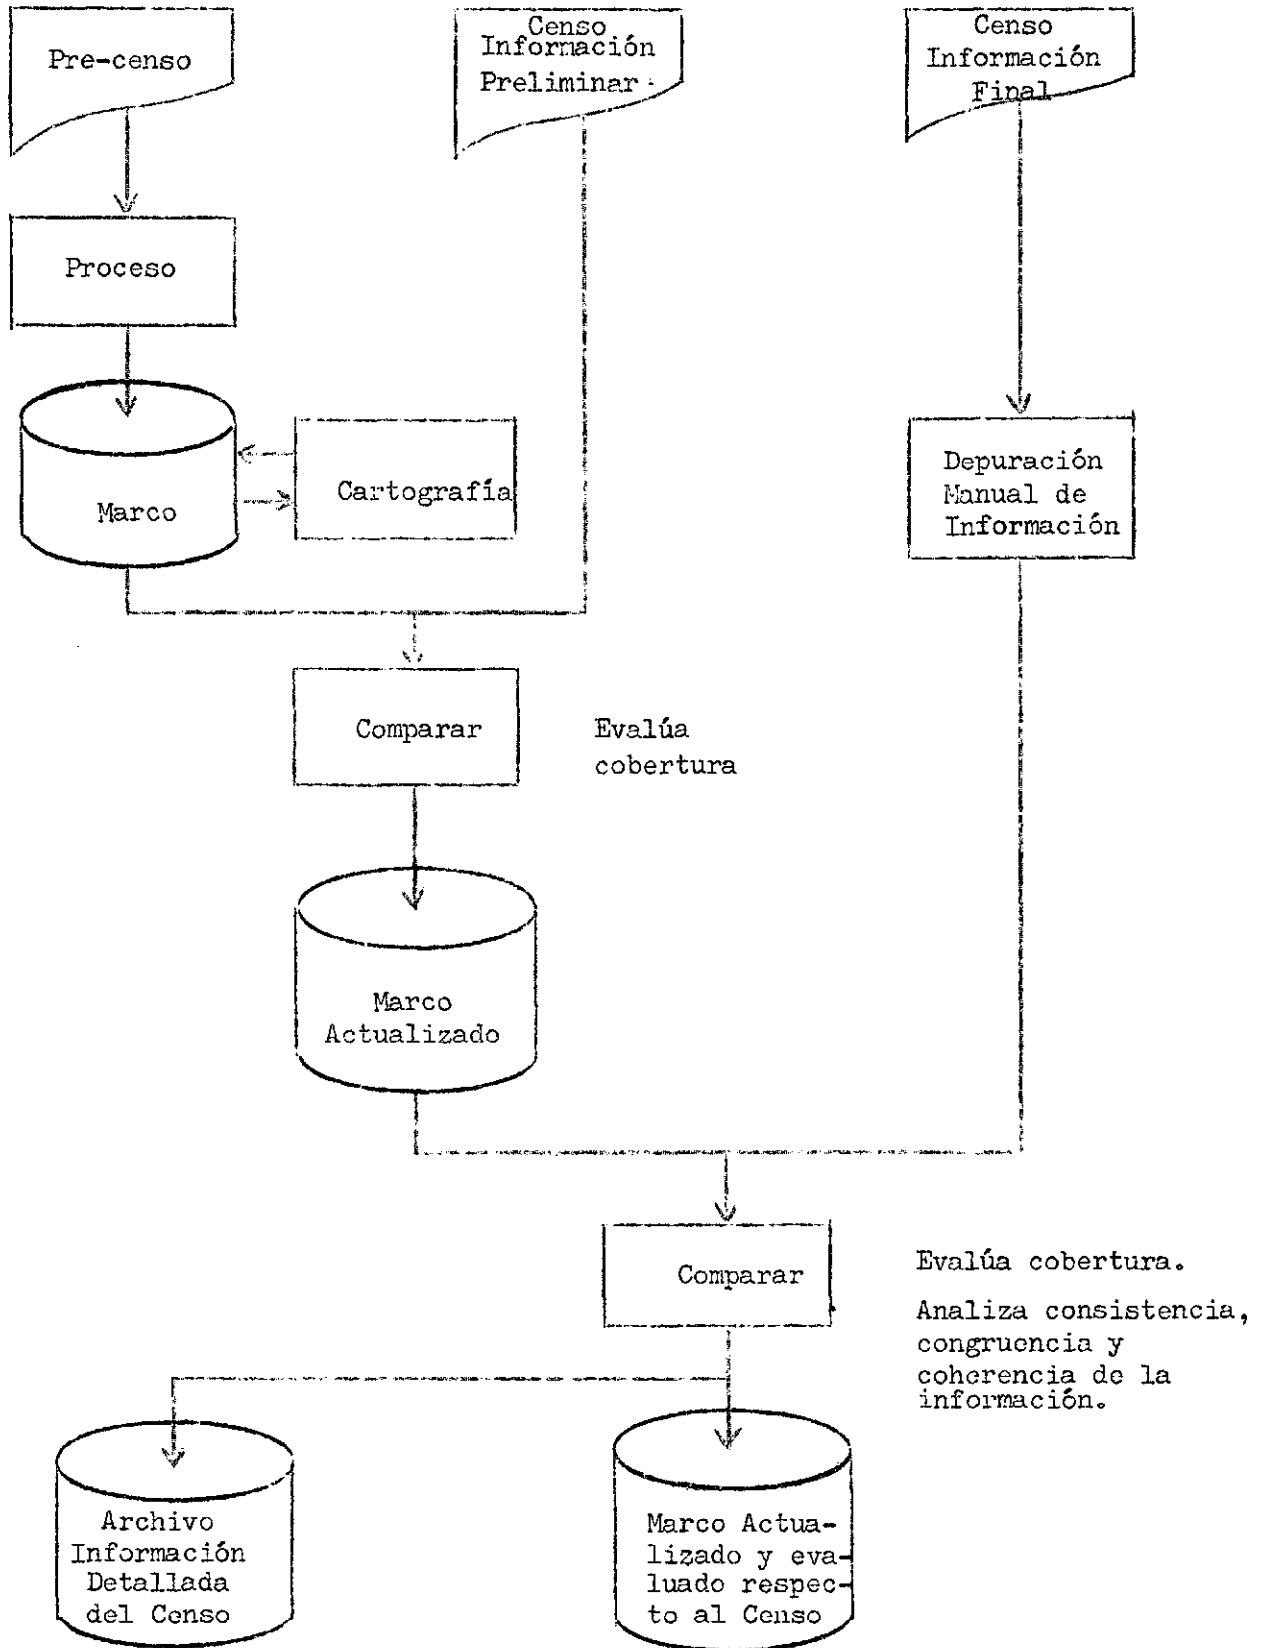 Pre-censo
Censo
Información
Preliminar
Censo
Información
Final
Proceso
Marco
Cartografía
Depuración
Manual de
Información
Comparar
Evalúa
cobertura
Marco
Actualizado
Comparar
Evalúa cobertura.
Analiza consistencia,
congruencia y
coherencia de la
información.
Archivo
Información
Detallada
del Censo
Marco Actua-
lizado y eva-
luado respec-
to al Censo